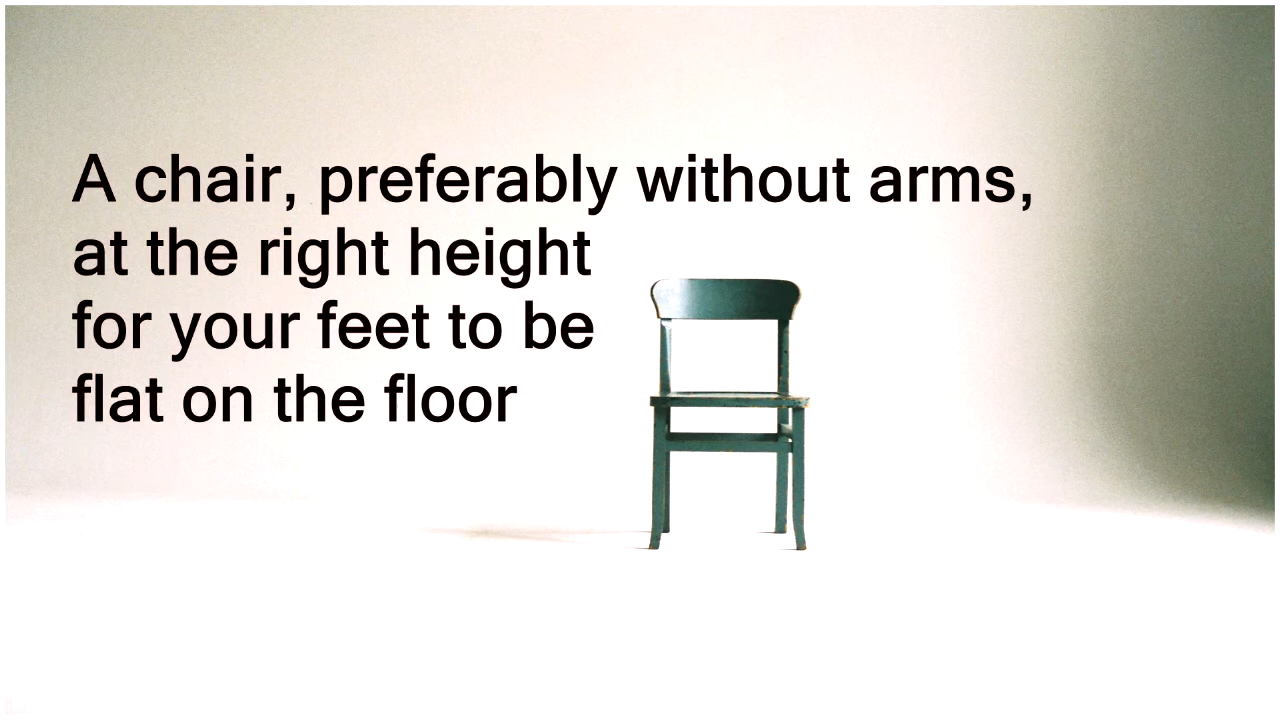 A chair, preferably without arms,
at the right height
for your feet to be
flat on the floor